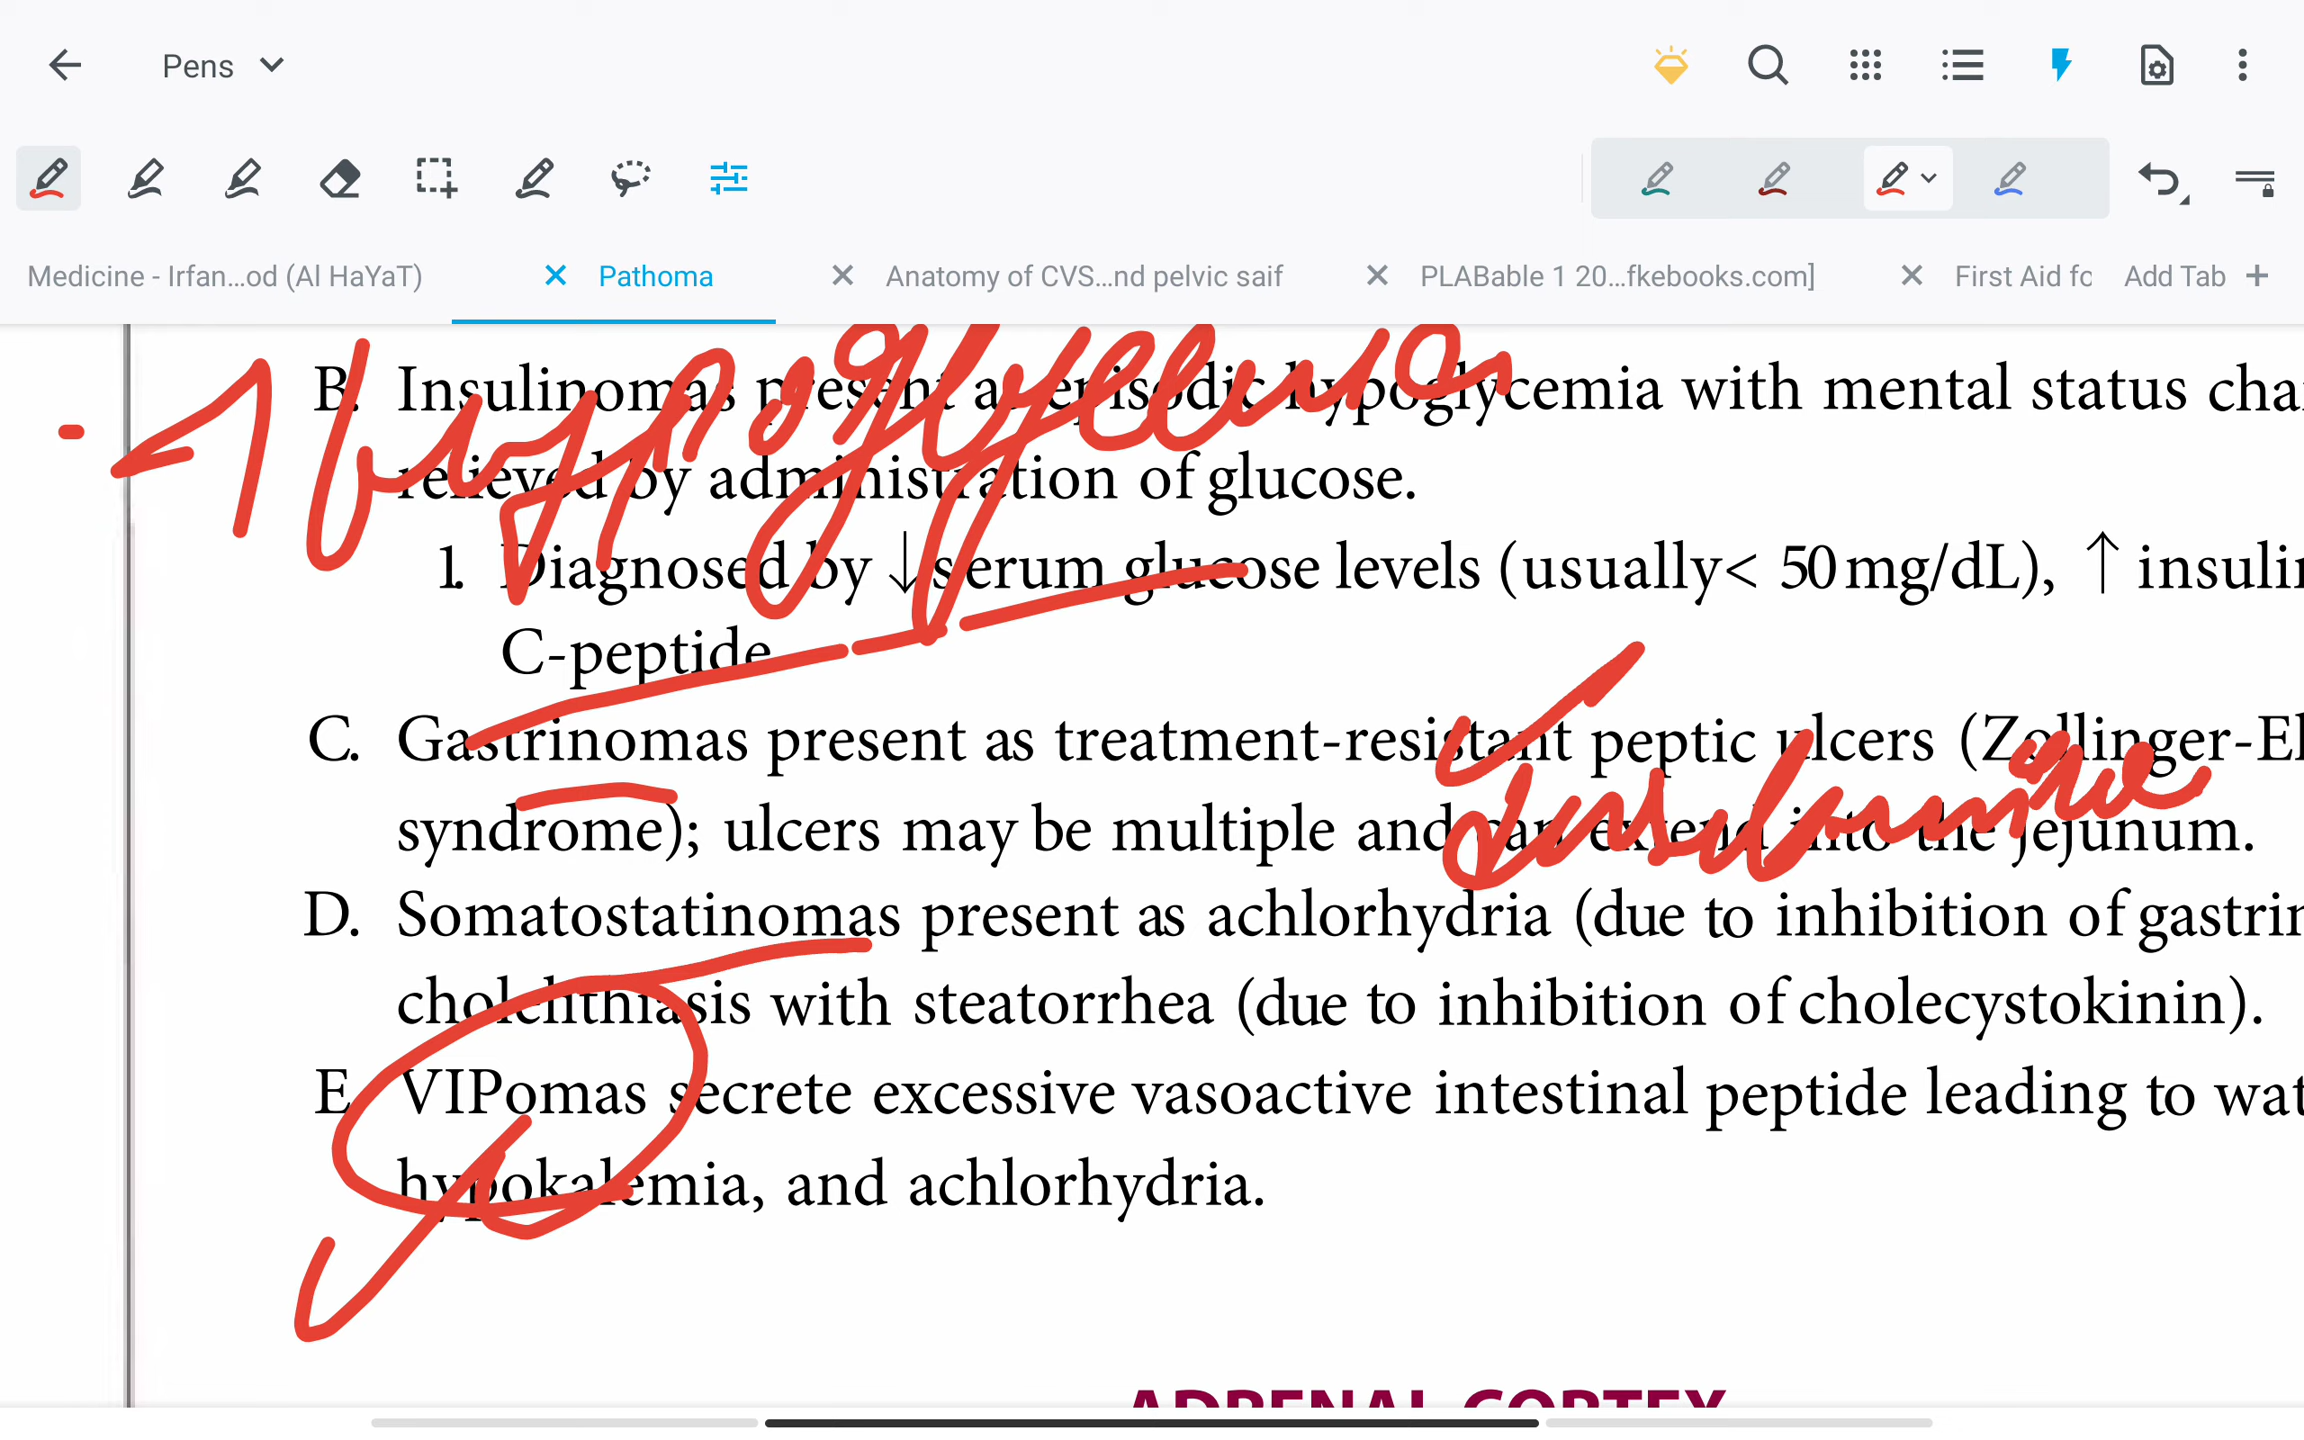 Pens
Medicine - Irfan...od (Al HaYaT)
Pathoma
Anatomy of CVS...nd pelvic saif
PLABable 1 20...fkebooks.com]
First Aid fc
Add Tab +
hypoglycemia
B. Insulinomas present as episodic hypoglycemia with mental status cha
relieved by administration of glucose.
1. Diagnosed by ↓ serum glucose levels (usually< 50 mg/dL), ↑ insulin
C-peptide
C. Gastrinomas present as treatment-resistant peptic ulcers (Zollinger-El
syndrome); ulcers may be multiple and can extend into the jejunum.
D. Somatostatinomas present as achlorhydria (due to inhibition of gastrin
cholelithiasis with steatorrhea (due to inhibition of cholecystokinin).
E. VIPomas secrete excessive vasoactive intestinal peptide leading to wat
hypokalemia, and achlorhydria.
ADRENAL CORTEX